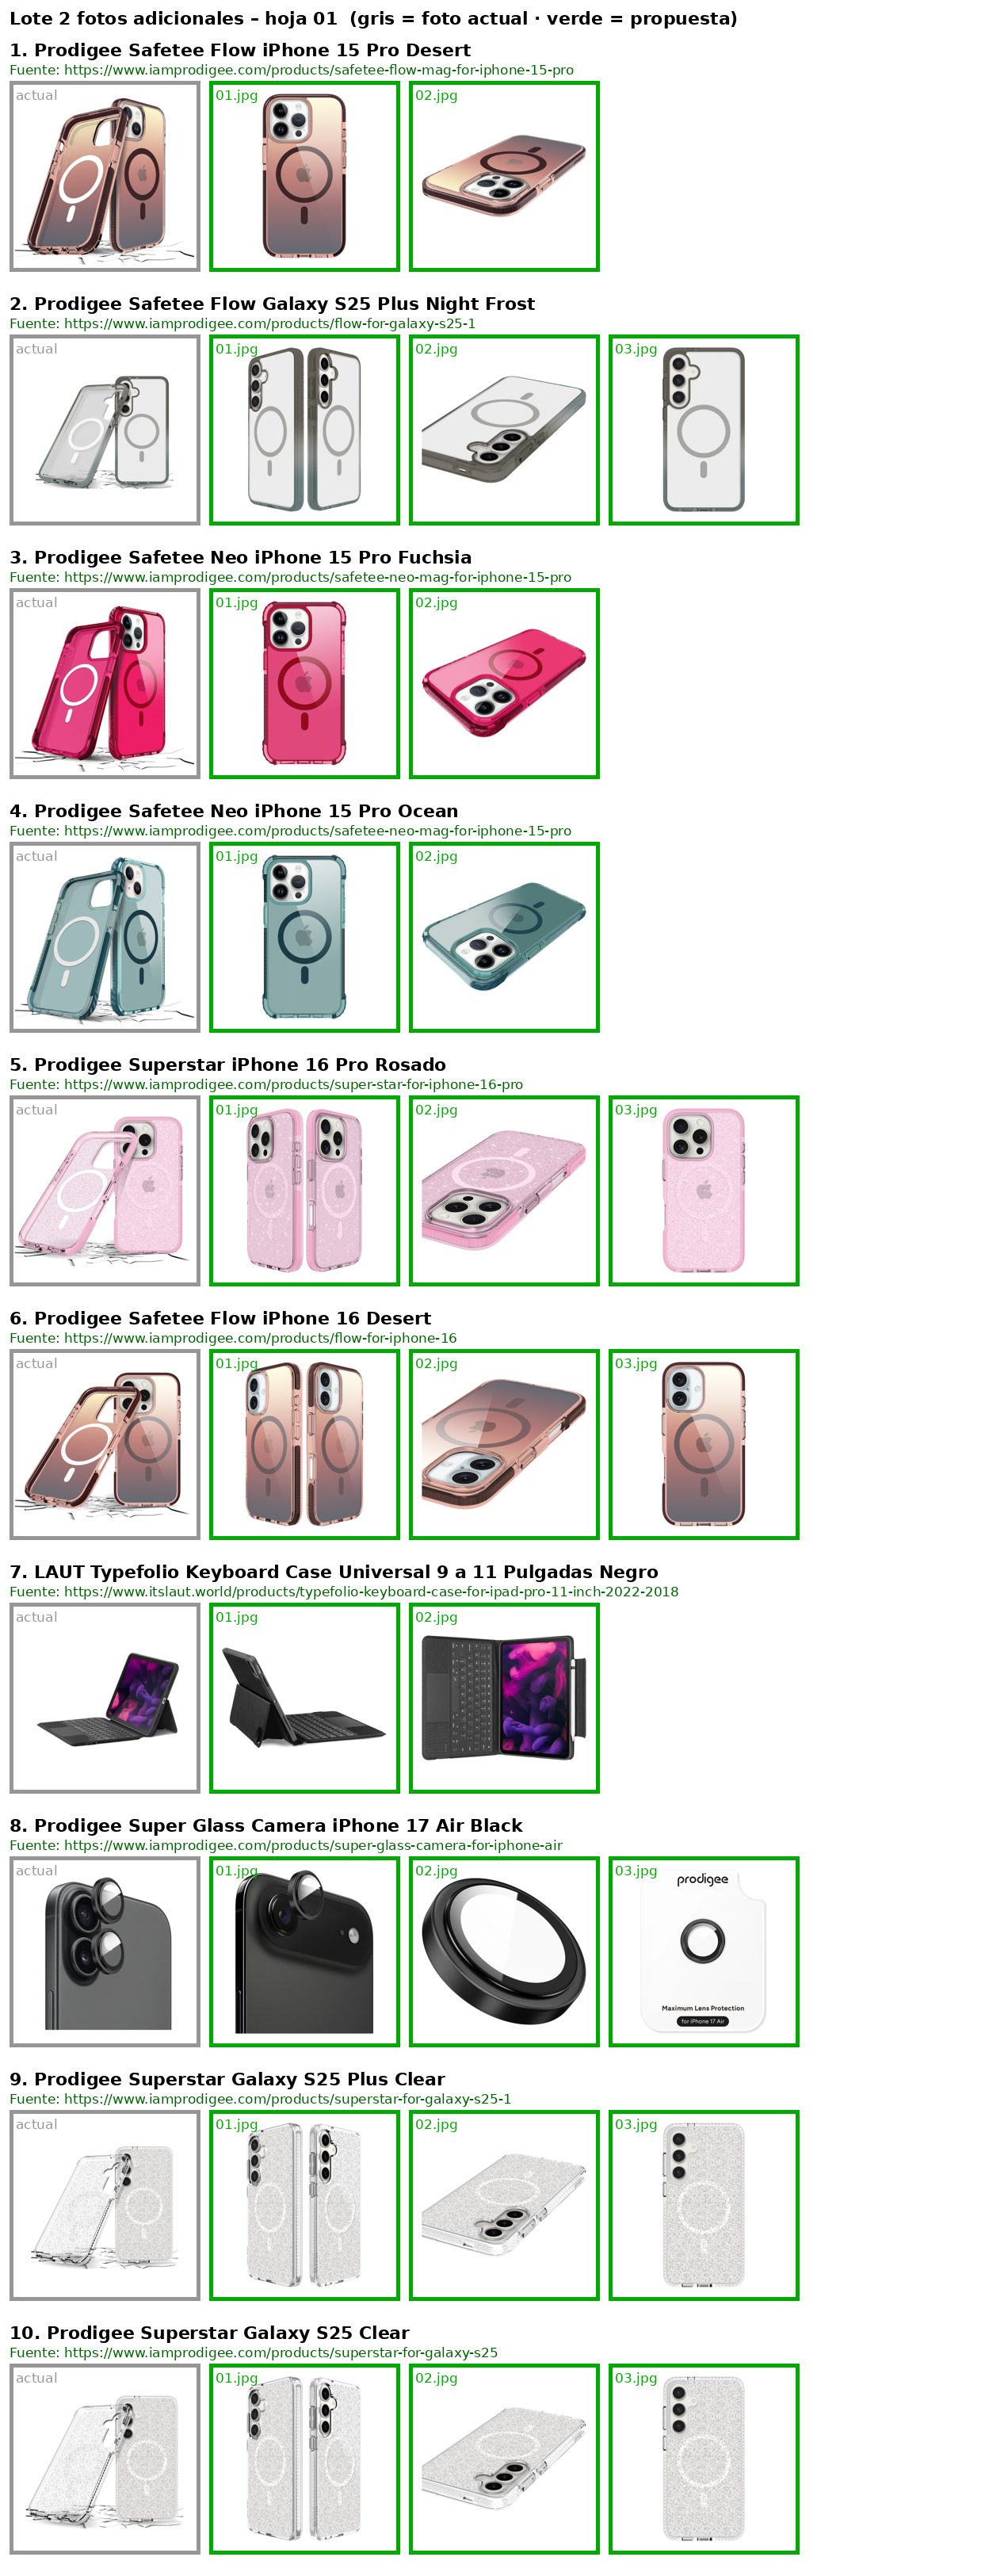 Lote 2 fotos adicionales – hoja 01  (gris = foto actual · verde = propuesta)
1. Prodigee Safetee Flow iPhone 15 Pro Desert
Fuente: https://www.iamprodigee.com/products/safetee-flow-mag-for-iphone-15-pro
actual 01.jpg 02.jpg
2. Prodigee Safetee Flow Galaxy S25 Plus Night Frost
Fuente: https://www.iamprodigee.com/products/flow-for-galaxy-s25-1
actual 01.jpg 02.jpg 03.jpg
3. Prodigee Safetee Neo iPhone 15 Pro Fuchsia
Fuente: https://www.iamprodigee.com/products/safetee-neo-mag-for-iphone-15-pro
actual 01.jpg 02.jpg
4. Prodigee Safetee Neo iPhone 15 Pro Ocean
Fuente: https://www.iamprodigee.com/products/safetee-neo-mag-for-iphone-15-pro
actual 01.jpg 02.jpg
5. Prodigee Superstar iPhone 16 Pro Rosado
Fuente: https://www.iamprodigee.com/products/super-star-for-iphone-16-pro
actual 01.jpg 02.jpg 03.jpg
6. Prodigee Safetee Flow iPhone 16 Desert
Fuente: https://www.iamprodigee.com/products/flow-for-iphone-16
actual 01.jpg 02.jpg 03.jpg
7. LAUT Typefolio Keyboard Case Universal 9 a 11 Pulgadas Negro
Fuente: https://www.itslaut.world/products/typefolio-keyboard-case-for-ipad-pro-11-inch-2022-2018
actual 01.jpg 02.jpg
8. Prodigee Super Glass Camera iPhone 17 Air Black
Fuente: https://www.iamprodigee.com/products/super-glass-camera-for-iphone-air
actual 01.jpg 02.jpg 03.jpg
prodigee
Maximum Lens Protection
for iPhone 17 Air
9. Prodigee Superstar Galaxy S25 Plus Clear
Fuente: https://www.iamprodigee.com/products/superstar-for-galaxy-s25-1
actual 01.jpg 02.jpg 03.jpg
10. Prodigee Superstar Galaxy S25 Clear
Fuente: https://www.iamprodigee.com/products/superstar-for-galaxy-s25
actual 01.jpg 02.jpg 03.jpg